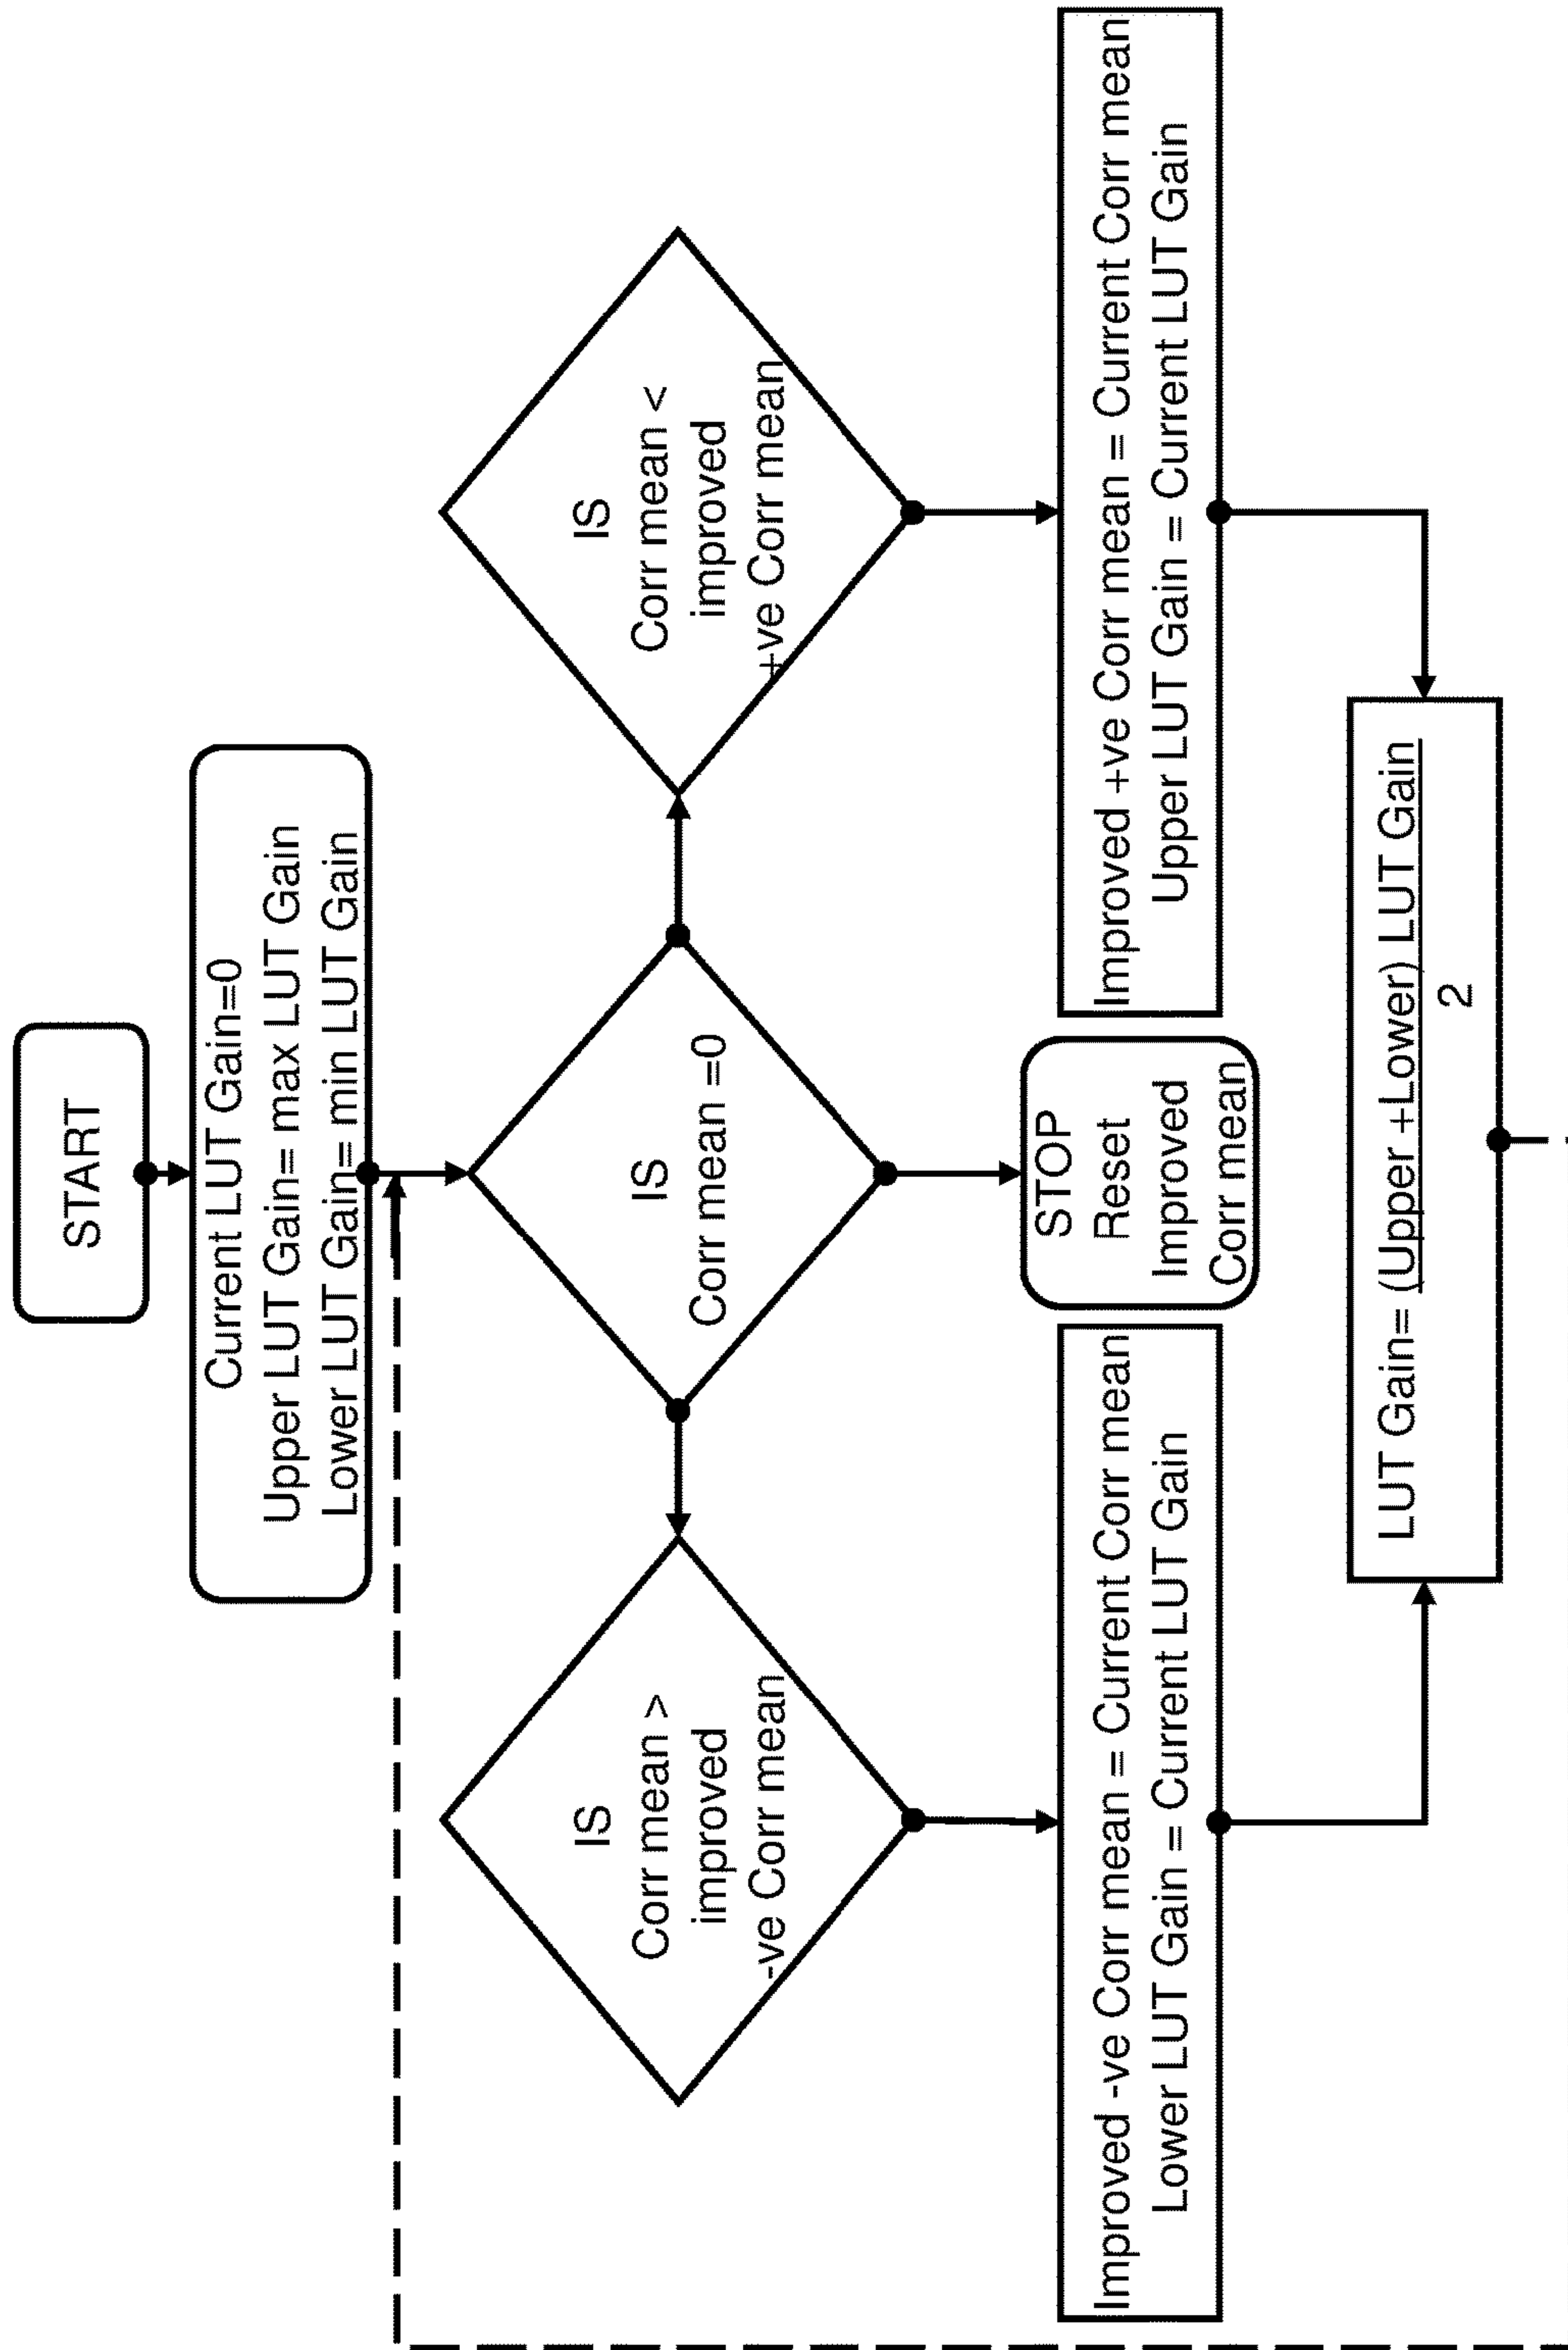 START
Current LUT Gain=0
Upper LUT Gain= max LUT Gain
Lower LUT Gain= min LUT Gain
IS
Corr mean >
improved
-ve Corr mean
IS
Corr mean =0
IS
Corr mean <
improved
+ve Corr mean
Improved -ve Corr mean = Current Corr mean
Lower LUT Gain = Current LUT Gain
STOP
Reset
Improved
Corr mean
Improved +ve Corr mean = Current Corr mean
Upper LUT Gain = Current LUT Gain
LUT Gain= (Upper +Lower) LUT Gain
2